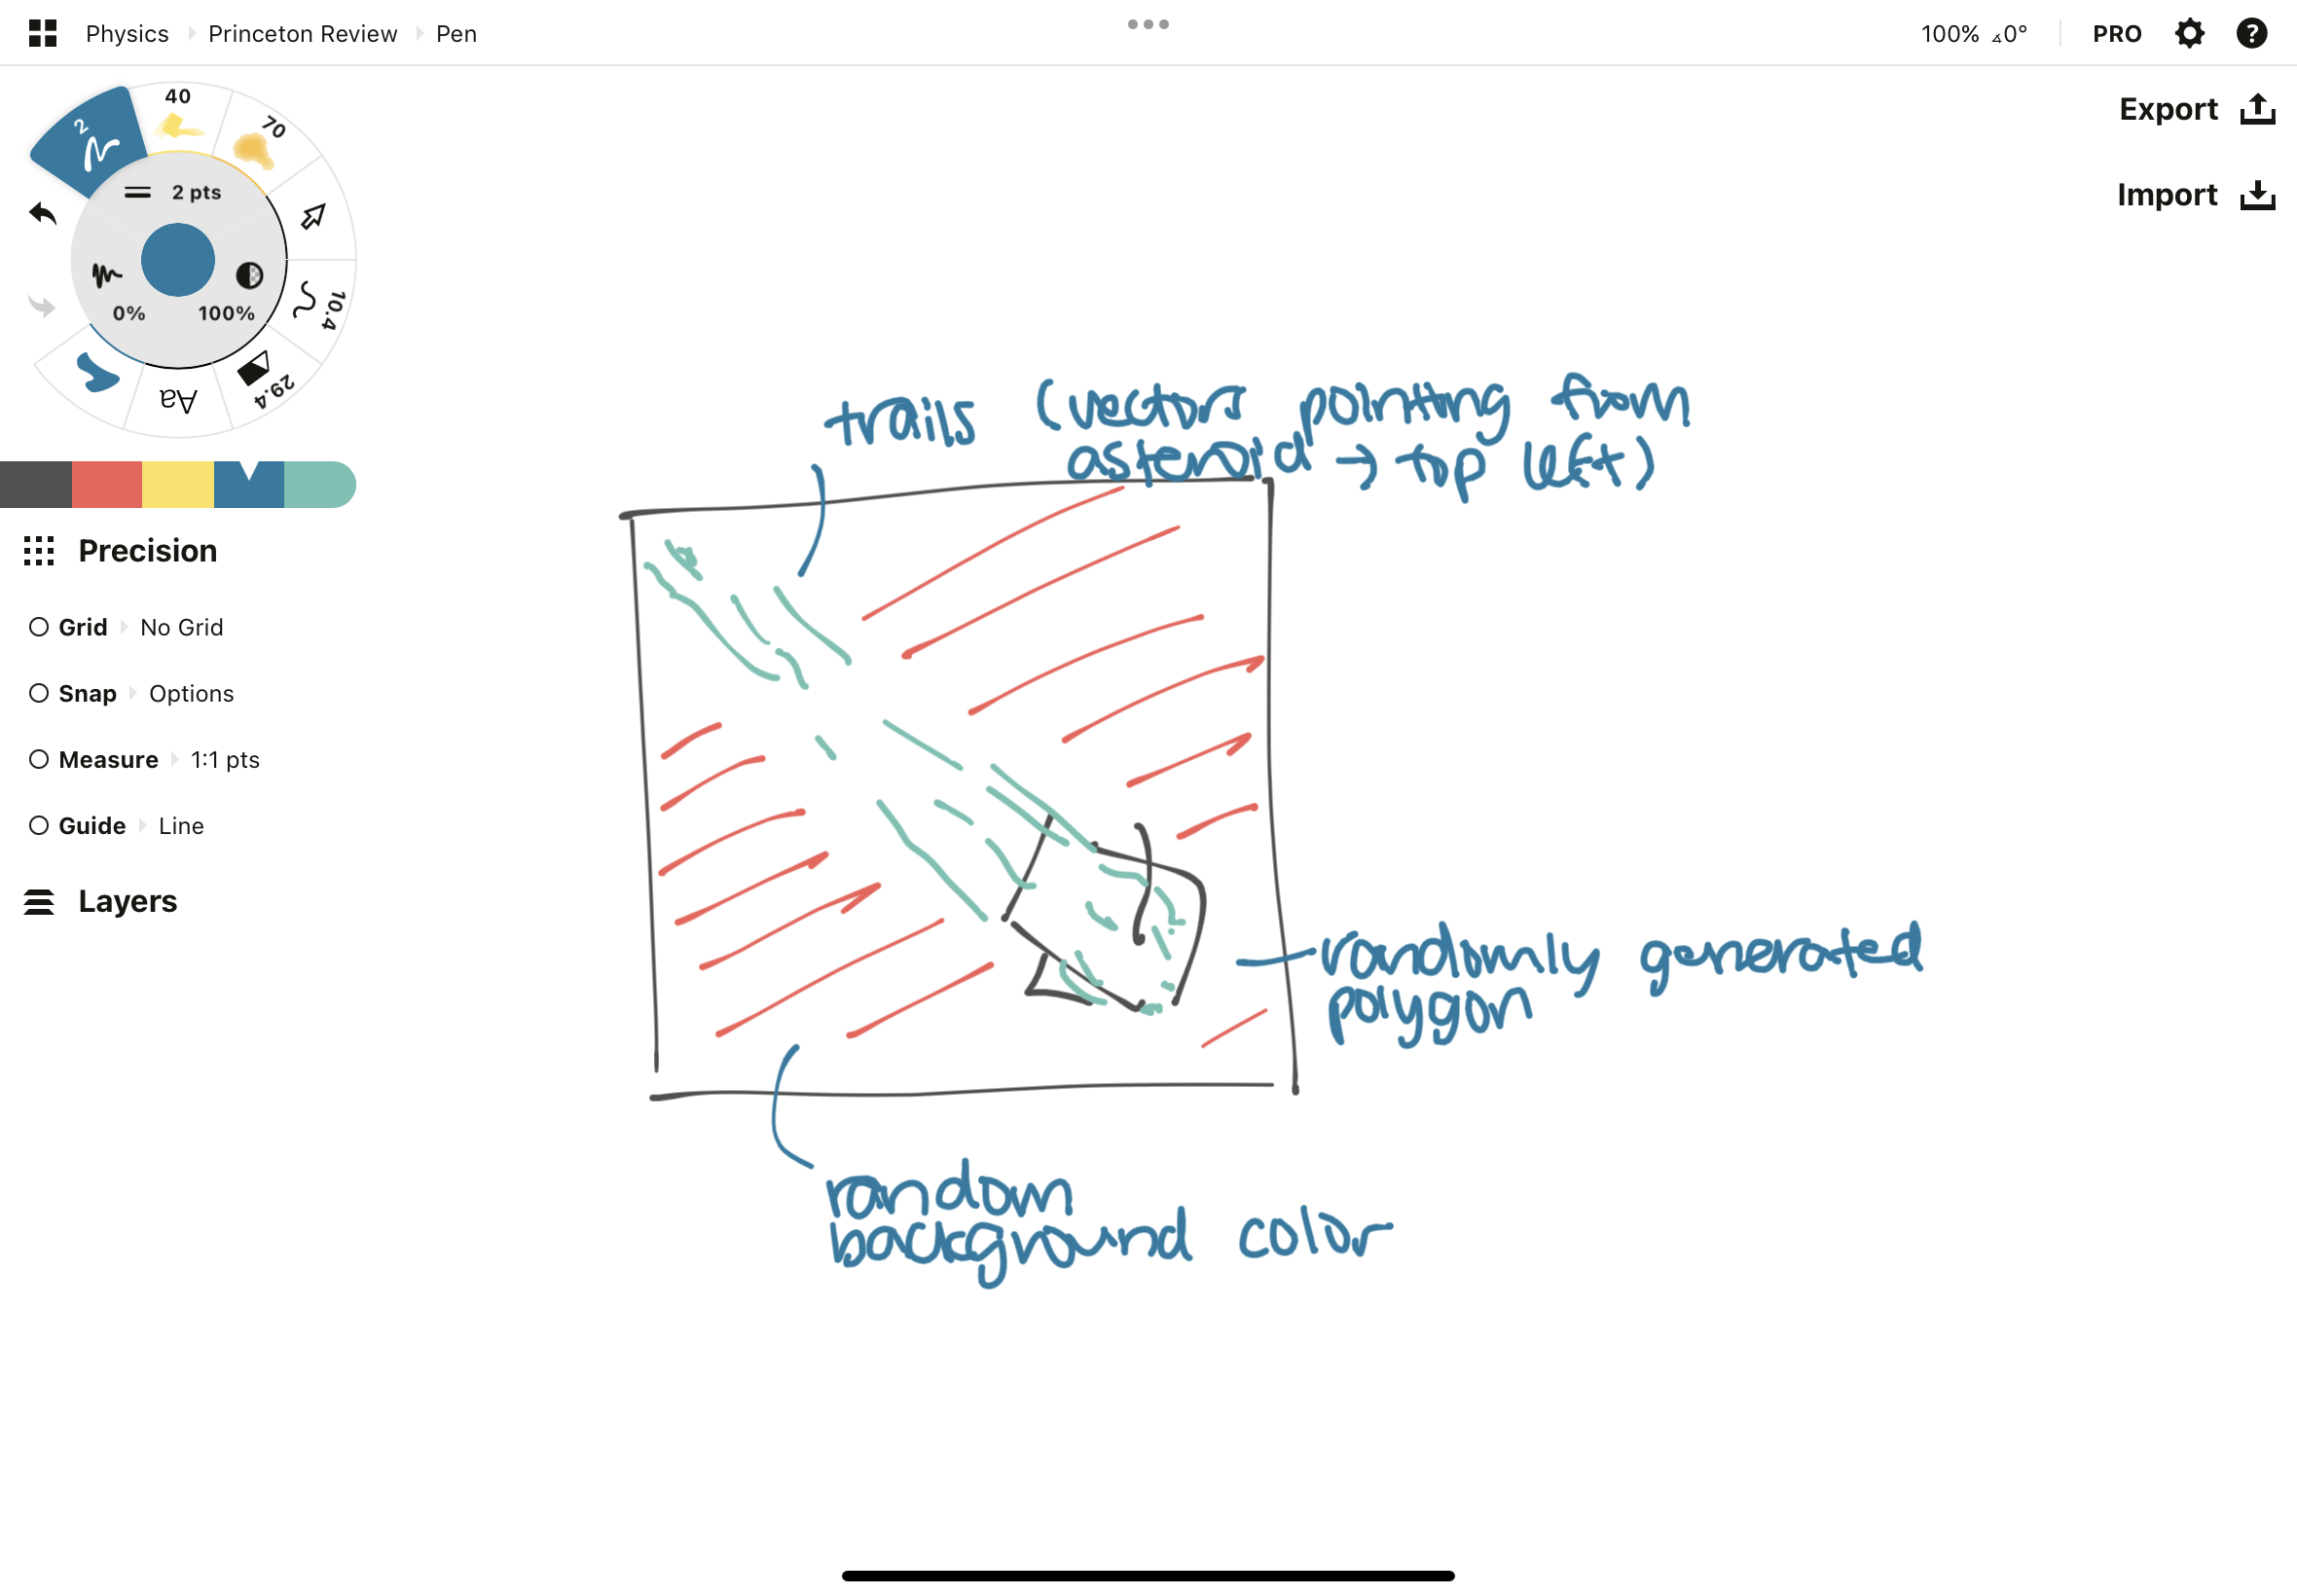 Physics Princeton Review Pen
100% ∡0° PRO ?
Export
Import
2
40
70
2 pts
10.4
0% 100%
29.4
Aa
Precision
Grid No Grid
Snap Options
Measure 1:1 pts
Guide Line
Layers
trails (vectors pointing from
asteroid → top left)
randomly generated
polygon
random
background color